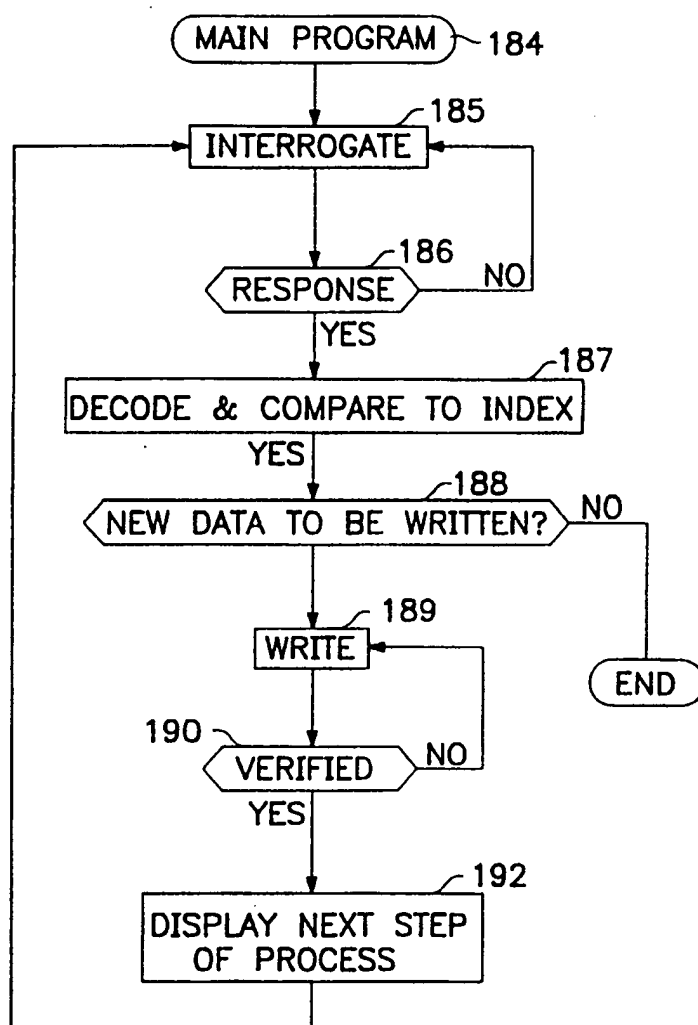 MAIN PROGRAM
184
185
INTERROGATE
186
RESPONSE
NO
YES
187
DECODE & COMPARE TO INDEX
YES
188
NEW DATA TO BE WRITTEN?
NO
189
WRITE
END
190
VERIFIED
NO
YES
192
DISPLAY NEXT STEP
OF PROCESS